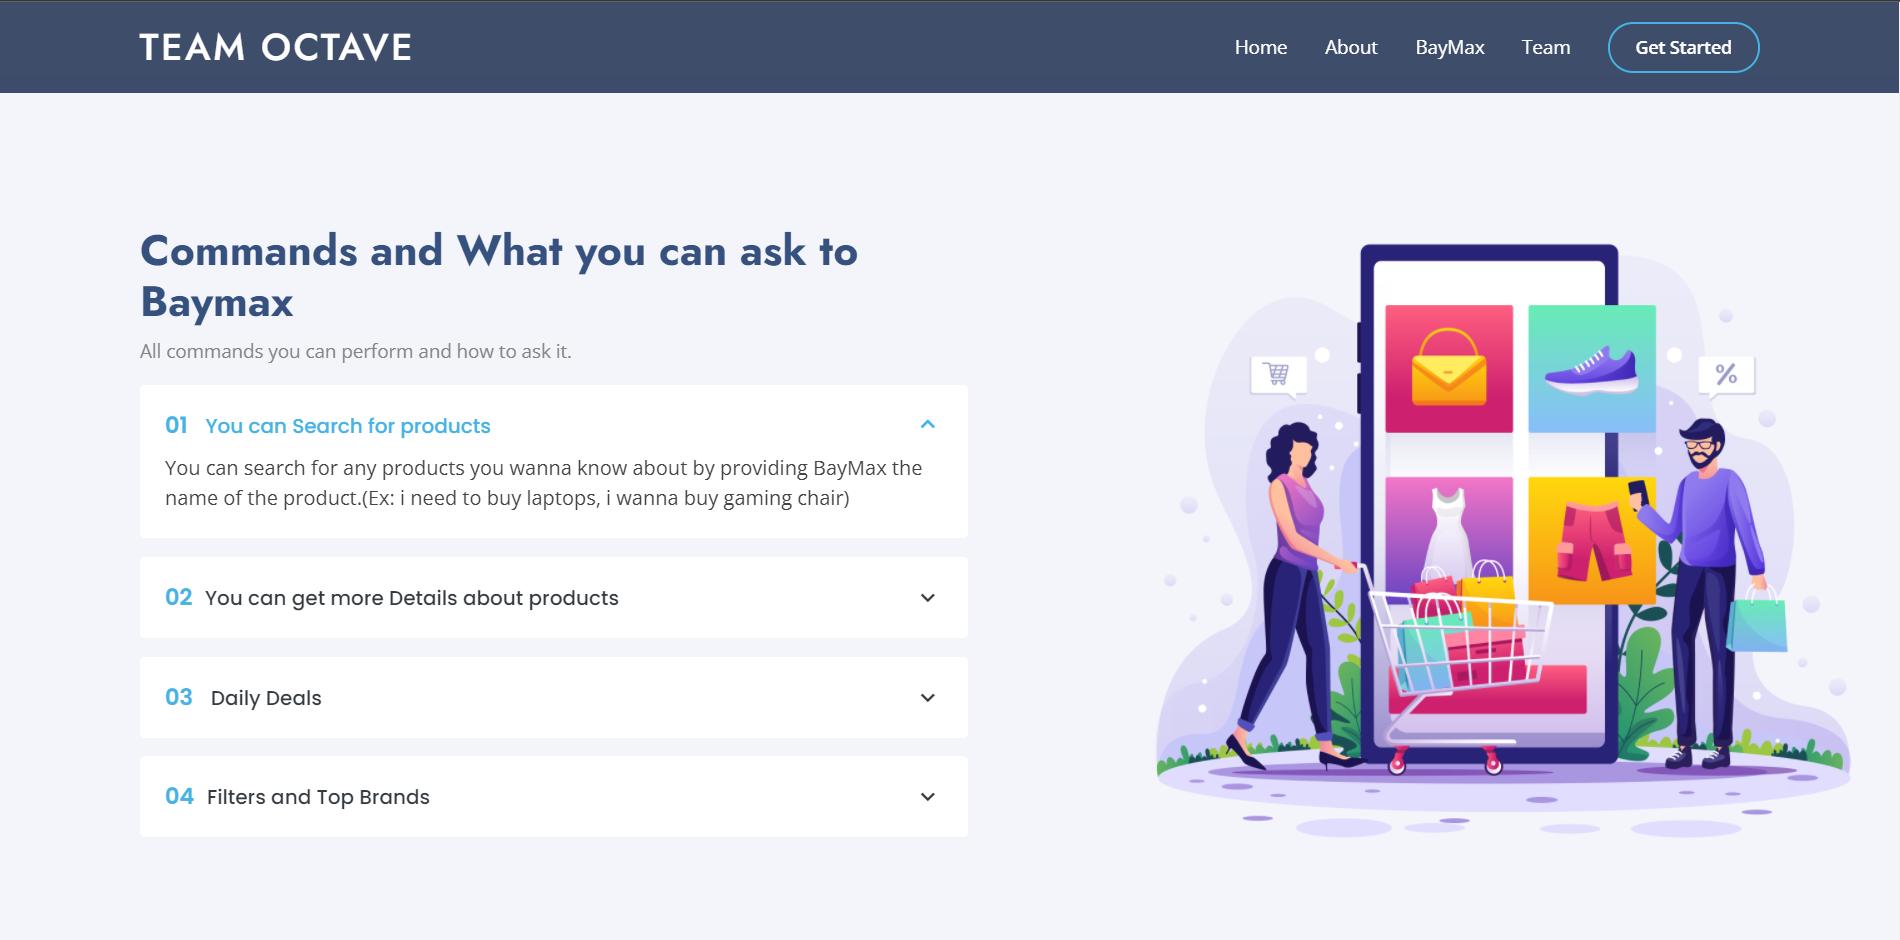 TEAM OCTAVE
Home About BayMax Team Get Started
Commands and What you can ask to
Baymax
All commands you can perform and how to ask it.
01 You can Search for products
You can search for any products you wanna know about by providing BayMax the
name of the product.(Ex: i need to buy laptops, i wanna buy gaming chair)
02 You can get more Details about products
03 Daily Deals
04 Filters and Top Brands
%